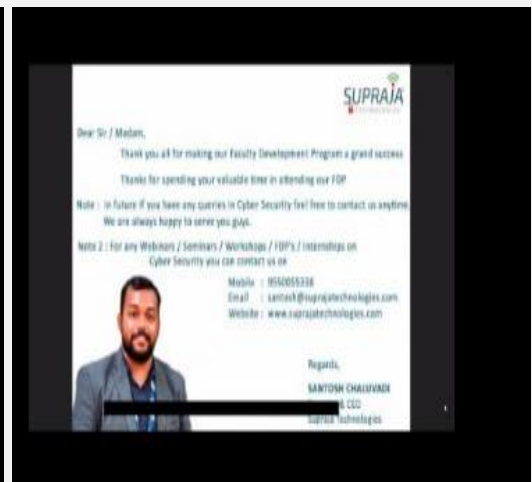 SUPRAJA
TECHNOLOGIES
Dear Sir / Madam,
Thank you all for making our Faculty Development Program a grand success
Thanks for spending your valuable time in attending our FDP
Note : In future if you have any queries in Cyber Security feel free to contact us anytime.
We are always happy to serve you guys.
Note 2 : For any Webinars / Seminars / Workshops / FDP's / Internships on
Cyber Security you can contact us on
Mobile : 9550055338
Email : santosh@suprajatechnologies.com
Website : www.suprajatechnologies.com
Regards,
SANTOSH CHALUVADI
& CEO
Supraja Technologies